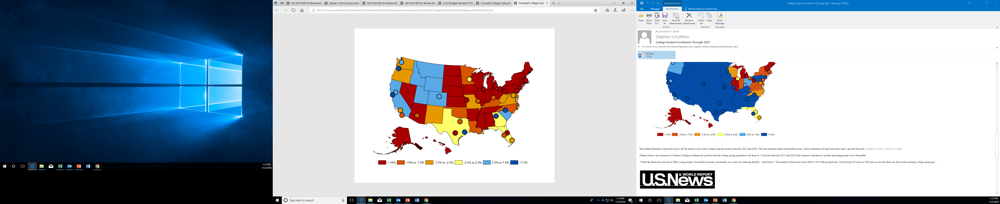 1:13 PM
11/2/2018
Fall 2018 SER for Review.pd
Banner-CHECS_Final_Count
Fall 2018 SER for Review (0(
Fall 2018 SER for Review (0(
CLSU Budget Narrative FY2(
Forcasted College Going fo
Forcasted College Goin
file:///C:/Users/sschultheis/OneDrive%20-%20Clayton%20State%20University/Presentations/Forcasted%20College%20Going%20for%20Regional%204%20Year.pdf
<-15% -15% to -7.5% -7.5% to -2.5% -2.5% to 2.5% 2.5% to 7.5% >7.5%
Type here to search
1:13 PM
11/2/2018
Attachment Tools
College Student Enrollment Through 2025 - Message (HTML)
File Message Attachments Tell me what you want to do...
Open Quick Print Send To Save As Save All Attachments Remove Attachment Select All Copy Show Message
Actions Selection Message
Thu 9/13/2018 11:38 AM
Stephen Schultheis
College Student Enrollment Through 2025
To Tim Hynes; Kevin Demmitt (KevinDemmitt@clayton.edu); Stephen Jenkins (StephenJenkins@clayton.edu)
6.2.docx
17 KB
<-15% -15% to -7.5% -7.5% to -2.5% -2.5% to 2.5% 2.5% to 7.5% >7.5%
But student demand is expected to grow for the nation's most elite colleges and universities between 2012 and 2029. The dots represent large metropolitan areas, which sometimes diverge from their state's growth forecasts. Nathan D. Grawe, Carleton College
Nathan Grawe, an economist at Carleton College in Minnesota, predicts that the college-going population will drop by 15 percent between 2025 and 2029 and continue to decline by another percentage point or two thereafter.
"When the financial crisis hit in 2008, young people viewed that economic uncertainty as a cause for reducing fertility," said Grawe. "The number of kids born from 2008 to 2011 fell precipitously. Fast forward 18 years to 2026 and we see that there are fewer kids reaching college-going age."
U.S.News & WORLD REPORT
1:13 PM
11/2/2018